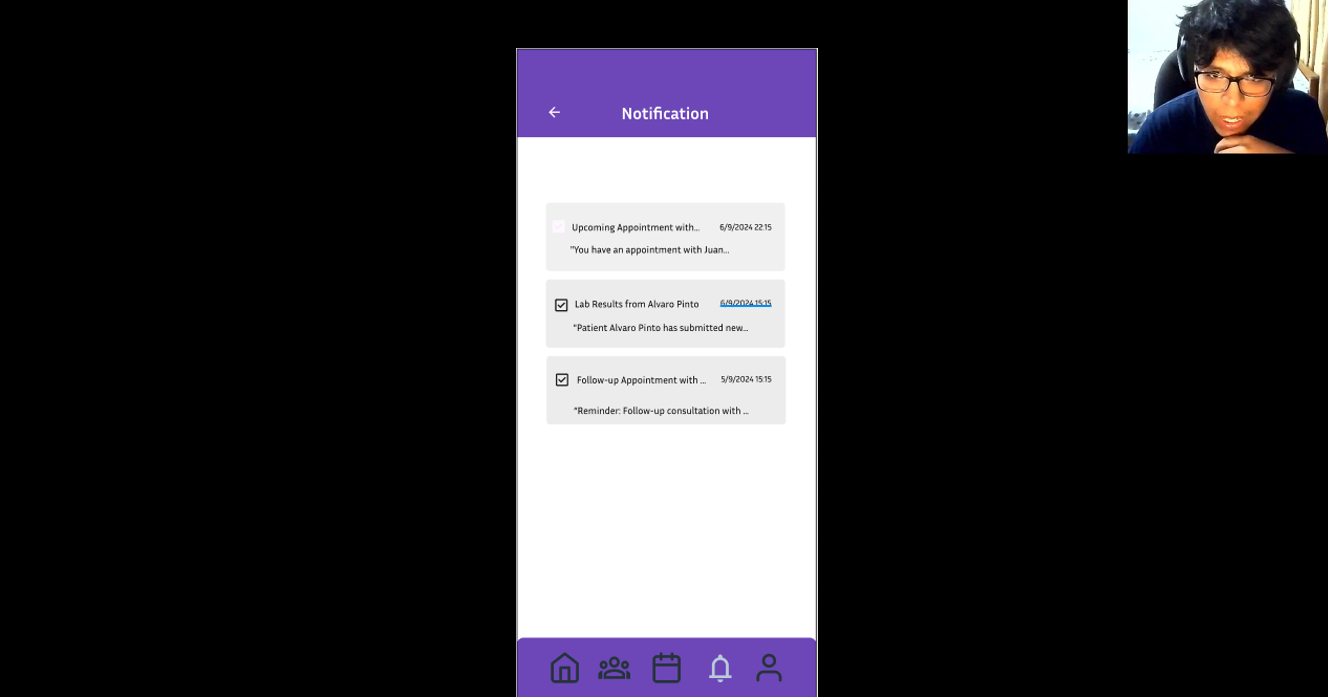 Notification
Upcoming Appointment with... 6/9/2024 22:15
"You have an appointment with Juan...
Lab Results from Alvaro Pinto 6/9/2024 15:15
"Patient Alvaro Pinto has submitted new...
Follow-up Appointment with ... 5/9/2024 15:15
"Reminder: Follow-up consultation with ...